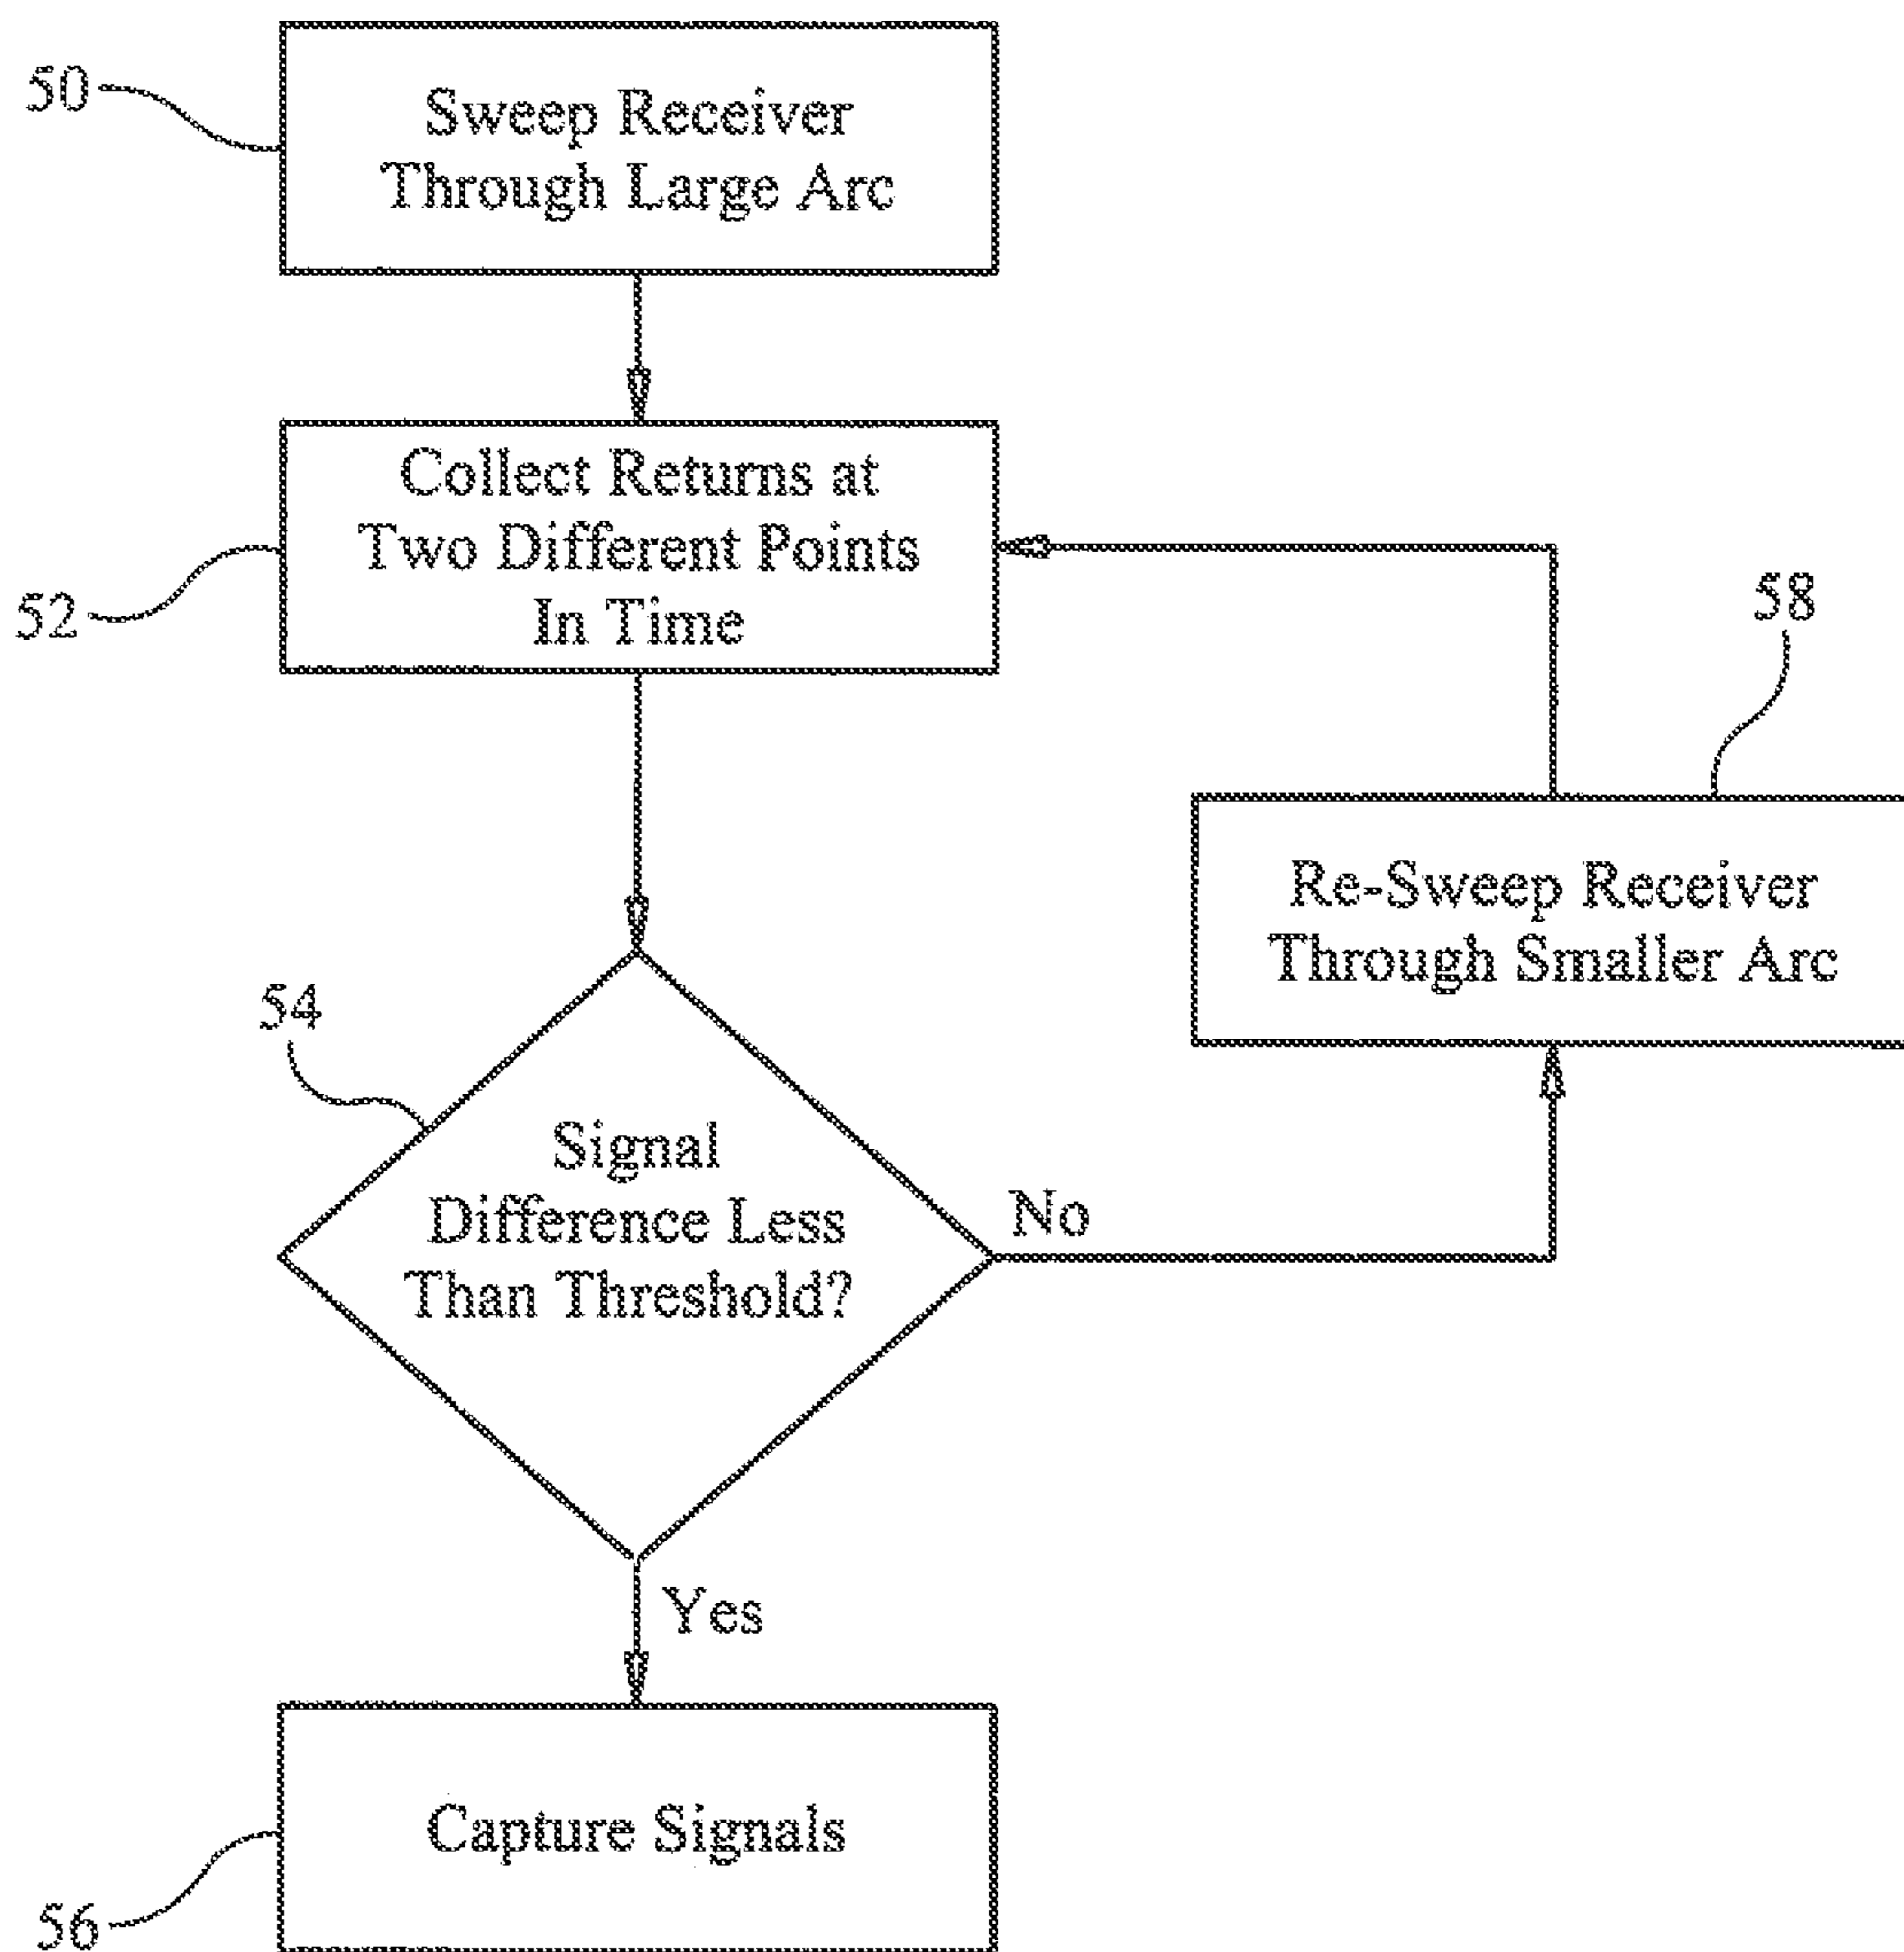 50
Sweep Receiver
Through Large Arc
52
Collect Returns at
Two Different Points
In Time
58
Re-Sweep Receiver
Through Smaller Arc
54
Signal
Difference Less
Than Threshold?
No
Yes
56
Capture Signals